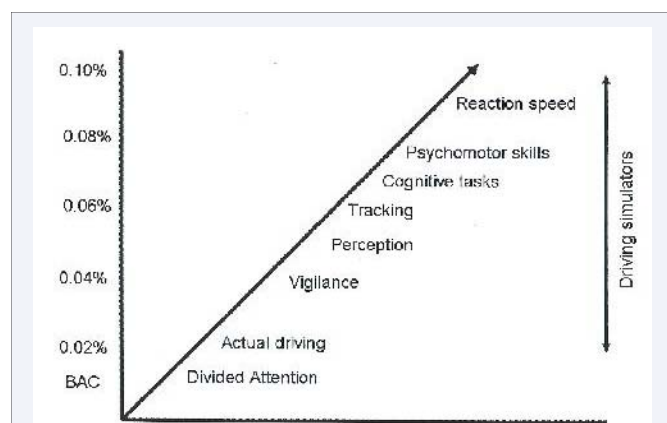 0.10%
Reaction speed
0.08%
Psychomotor skills
Cognitive tasks
0.06%
Tracking
Perception
0.04%
Vigilance
0.02%
Actual driving
BAC
Divided Attention
Driving simulators